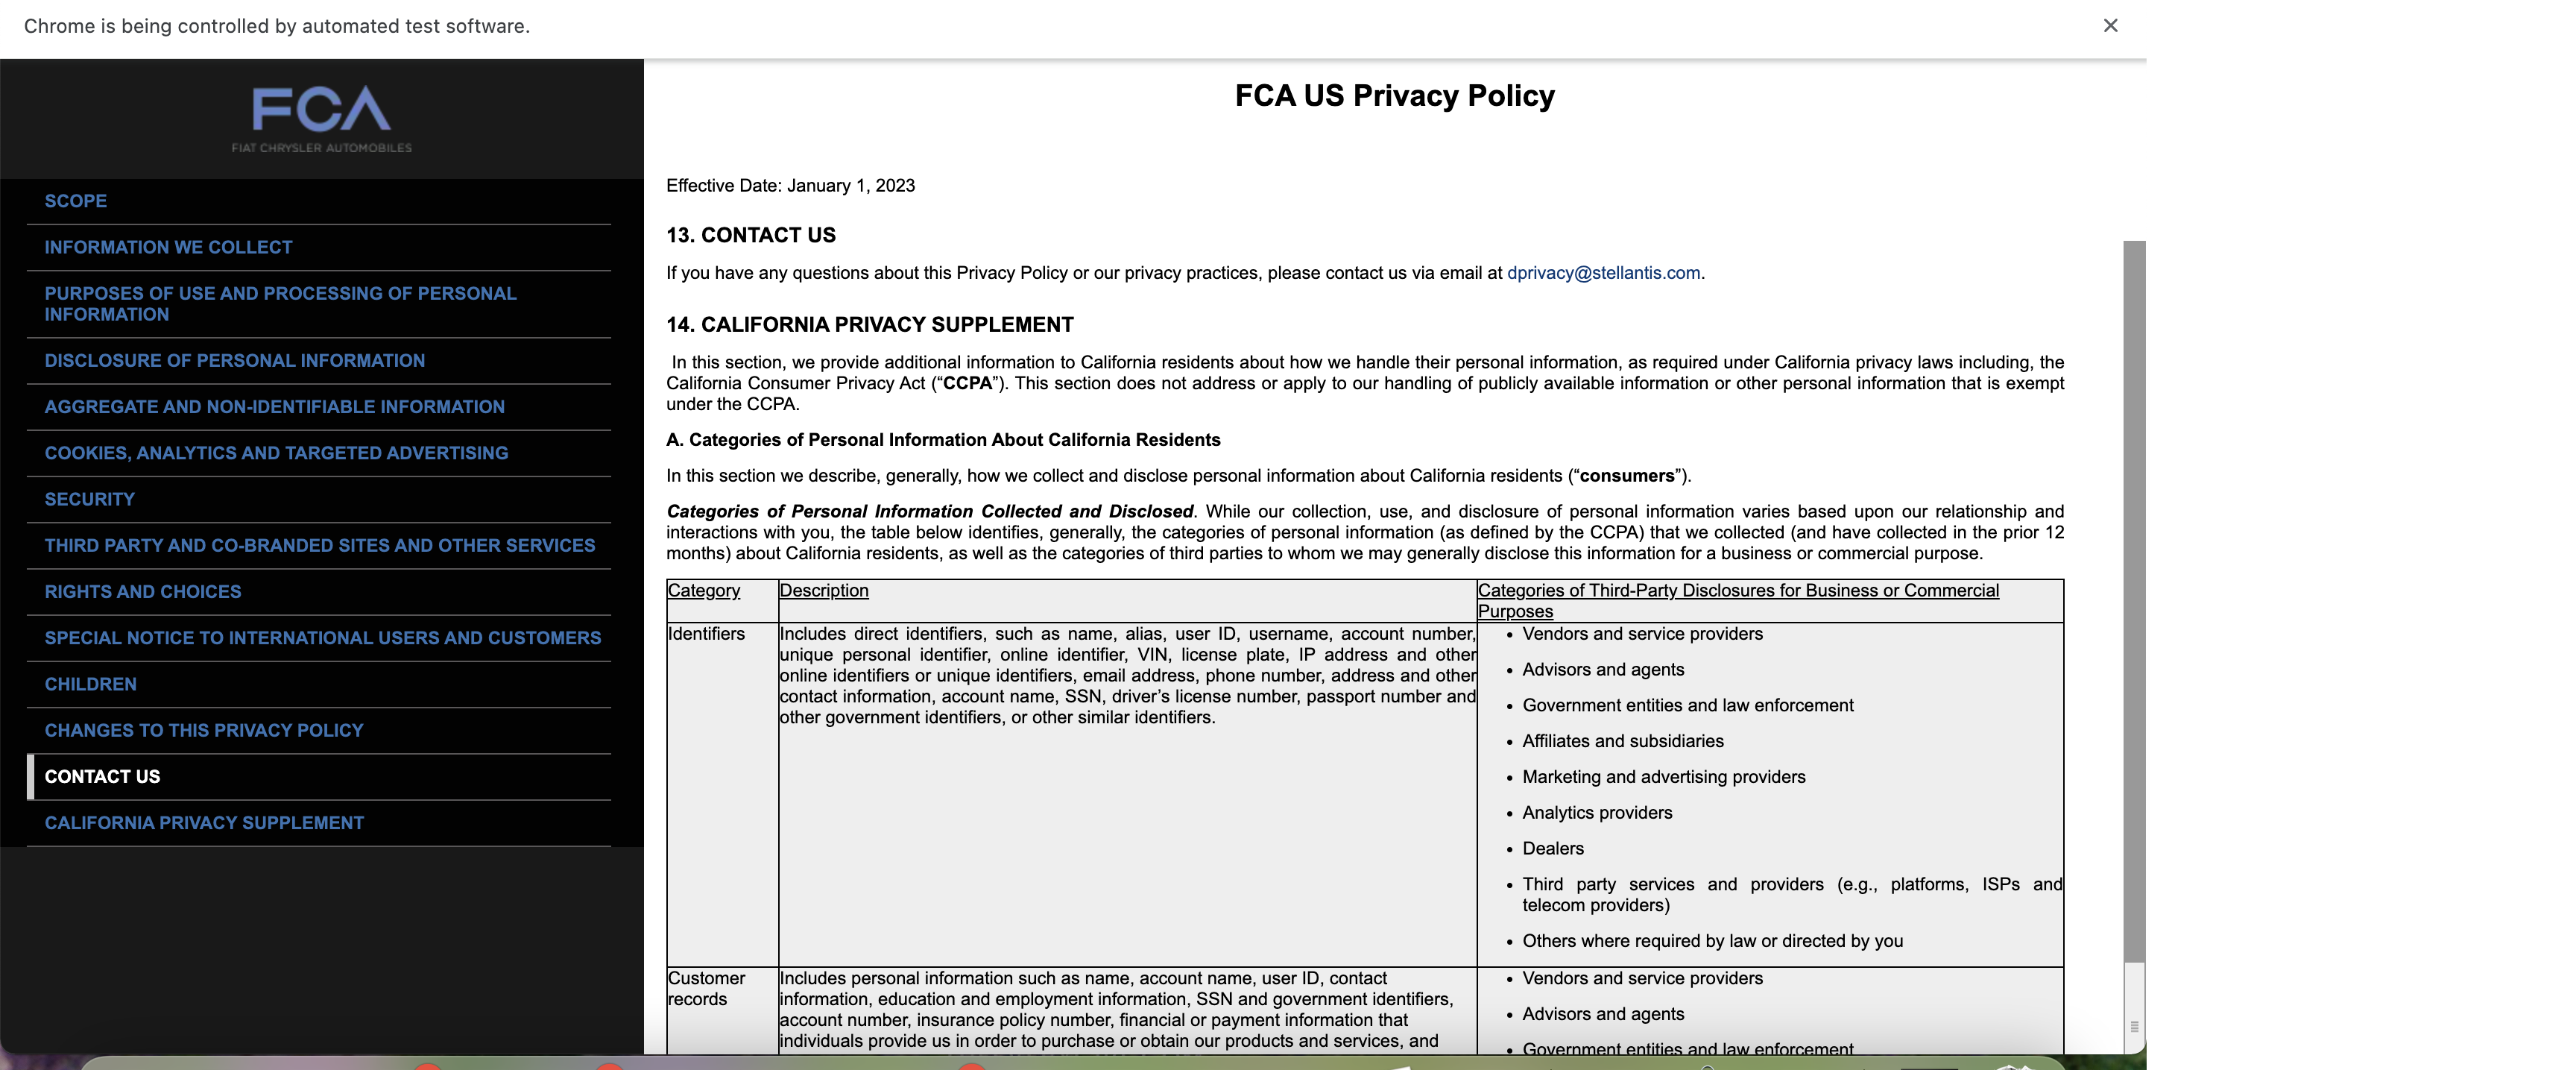 Chrome is being controlled by automated test software.
FCA
FIAT CHRYSLER AUTOMOBILES
SCOPE
INFORMATION WE COLLECT
PURPOSES OF USE AND PROCESSING OF PERSONAL
INFORMATION
DISCLOSURE OF PERSONAL INFORMATION
AGGREGATE AND NON-IDENTIFIABLE INFORMATION
COOKIES, ANALYTICS AND TARGETED ADVERTISING
SECURITY
THIRD PARTY AND CO-BRANDED SITES AND OTHER SERVICES
RIGHTS AND CHOICES
SPECIAL NOTICE TO INTERNATIONAL USERS AND CUSTOMERS
CHILDREN
CHANGES TO THIS PRIVACY POLICY
CONTACT US
CALIFORNIA PRIVACY SUPPLEMENT
FCA US Privacy Policy
Effective Date: January 1, 2023
13. CONTACT US
If you have any questions about this Privacy Policy or our privacy practices, please contact us via email at dprivacy@stellantis.com.
14. CALIFORNIA PRIVACY SUPPLEMENT
In this section, we provide additional information to California residents about how we handle their personal information, as required under California privacy laws including, the
California Consumer Privacy Act (“CCPA”). This section does not address or apply to our handling of publicly available information or other personal information that is exempt
under the CCPA.
A. Categories of Personal Information About California Residents
In this section we describe, generally, how we collect and disclose personal information about California residents (“consumers”).
Categories of Personal Information Collected and Disclosed. While our collection, use, and disclosure of personal information varies based upon our relationship and
interactions with you, the table below identifies, generally, the categories of personal information (as defined by the CCPA) that we collected (and have collected in the prior 12
months) about California residents, as well as the categories of third parties to whom we may generally disclose this information for a business or commercial purpose.
Category
Description
Categories of Third-Party Disclosures for Business or Commercial
Purposes
Identifiers
Includes direct identifiers, such as name, alias, user ID, username, account number,
unique personal identifier, online identifier, VIN, license plate, IP address and other
online identifiers or unique identifiers, email address, phone number, address and other
contact information, account name, SSN, driver’s license number, passport number and
other government identifiers, or other similar identifiers.
• Vendors and service providers
• Advisors and agents
• Government entities and law enforcement
• Affiliates and subsidiaries
• Marketing and advertising providers
• Analytics providers
• Dealers
• Third party services and providers (e.g., platforms, ISPs and
telecom providers)
• Others where required by law or directed by you
Customer
records
Includes personal information such as name, account name, user ID, contact
information, education and employment information, SSN and government identifiers,
account number, insurance policy number, financial or payment information that
individuals provide us in order to purchase or obtain our products and services, and
• Vendors and service providers
• Advisors and agents
• Government entities and law enforcement